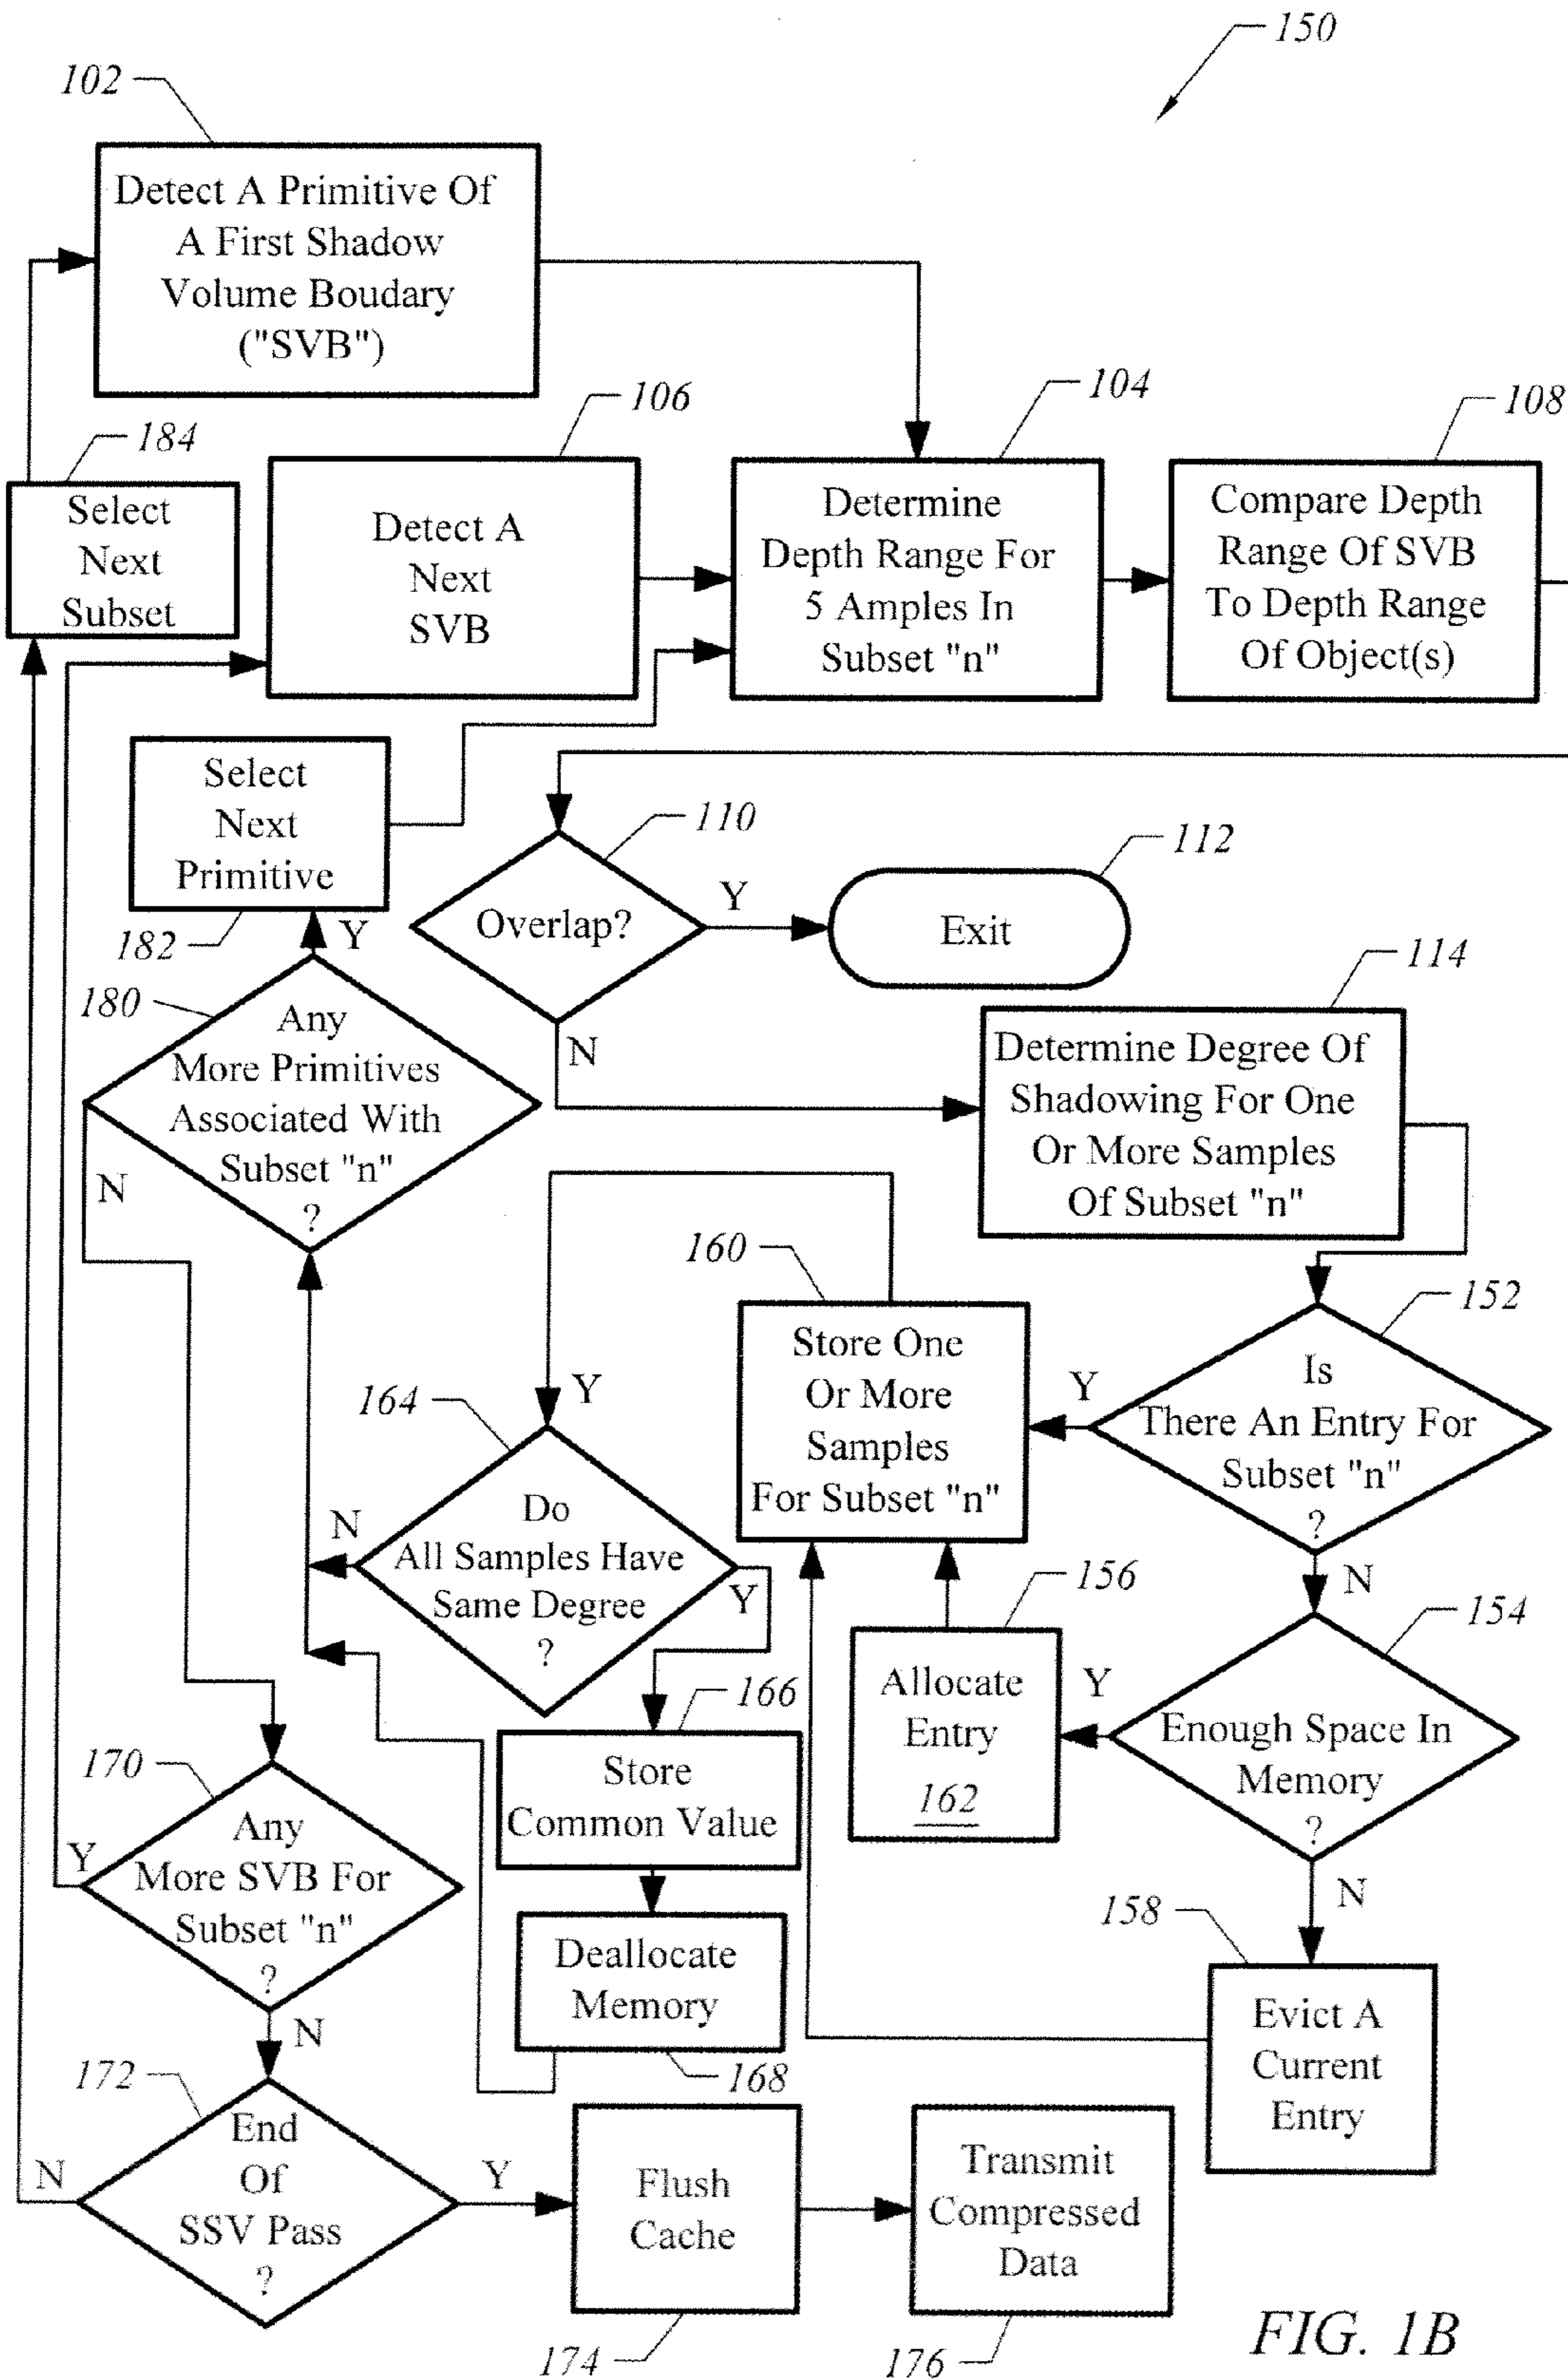 150
102
Detect A Primitive Of
A First Shadow
Volume Boudary
("SVB")
184
Select
Next
Subset
106
Detect A
Next
SVB
104
Determine
Depth Range For
5 Amples In
Subset "n"
108
Compare Depth
Range Of SVB
To Depth Range
Of Object(s)
Select
Next
Primitive
182
Y
110
Overlap?
Y
N
112
Exit
180
Any
More Primitives
Associated With
Subset "n"
?
N
114
Determine Degree Of
Shadowing For One
Or More Samples
Of Subset "n"
160
Store One
Or More
Samples
For Subset "n"
152
Is
There An Entry For
Subset "n"
?
Y
N
Y
164
Do
All Samples Have
Same Degree
?
N
Y
156
Allocate
Entry
162
154
Enough Space In
Memory
?
Y
N
166
Store
Common Value
170
Any
More SVB For
Subset "n"
?
Y
N
Deallocate
Memory
168
158
Evict A
Current
Entry
172
End
Of
SSV Pass
?
N
Y
Flush
Cache
174
Transmit
Compressed
Data
176
FIG. 1B